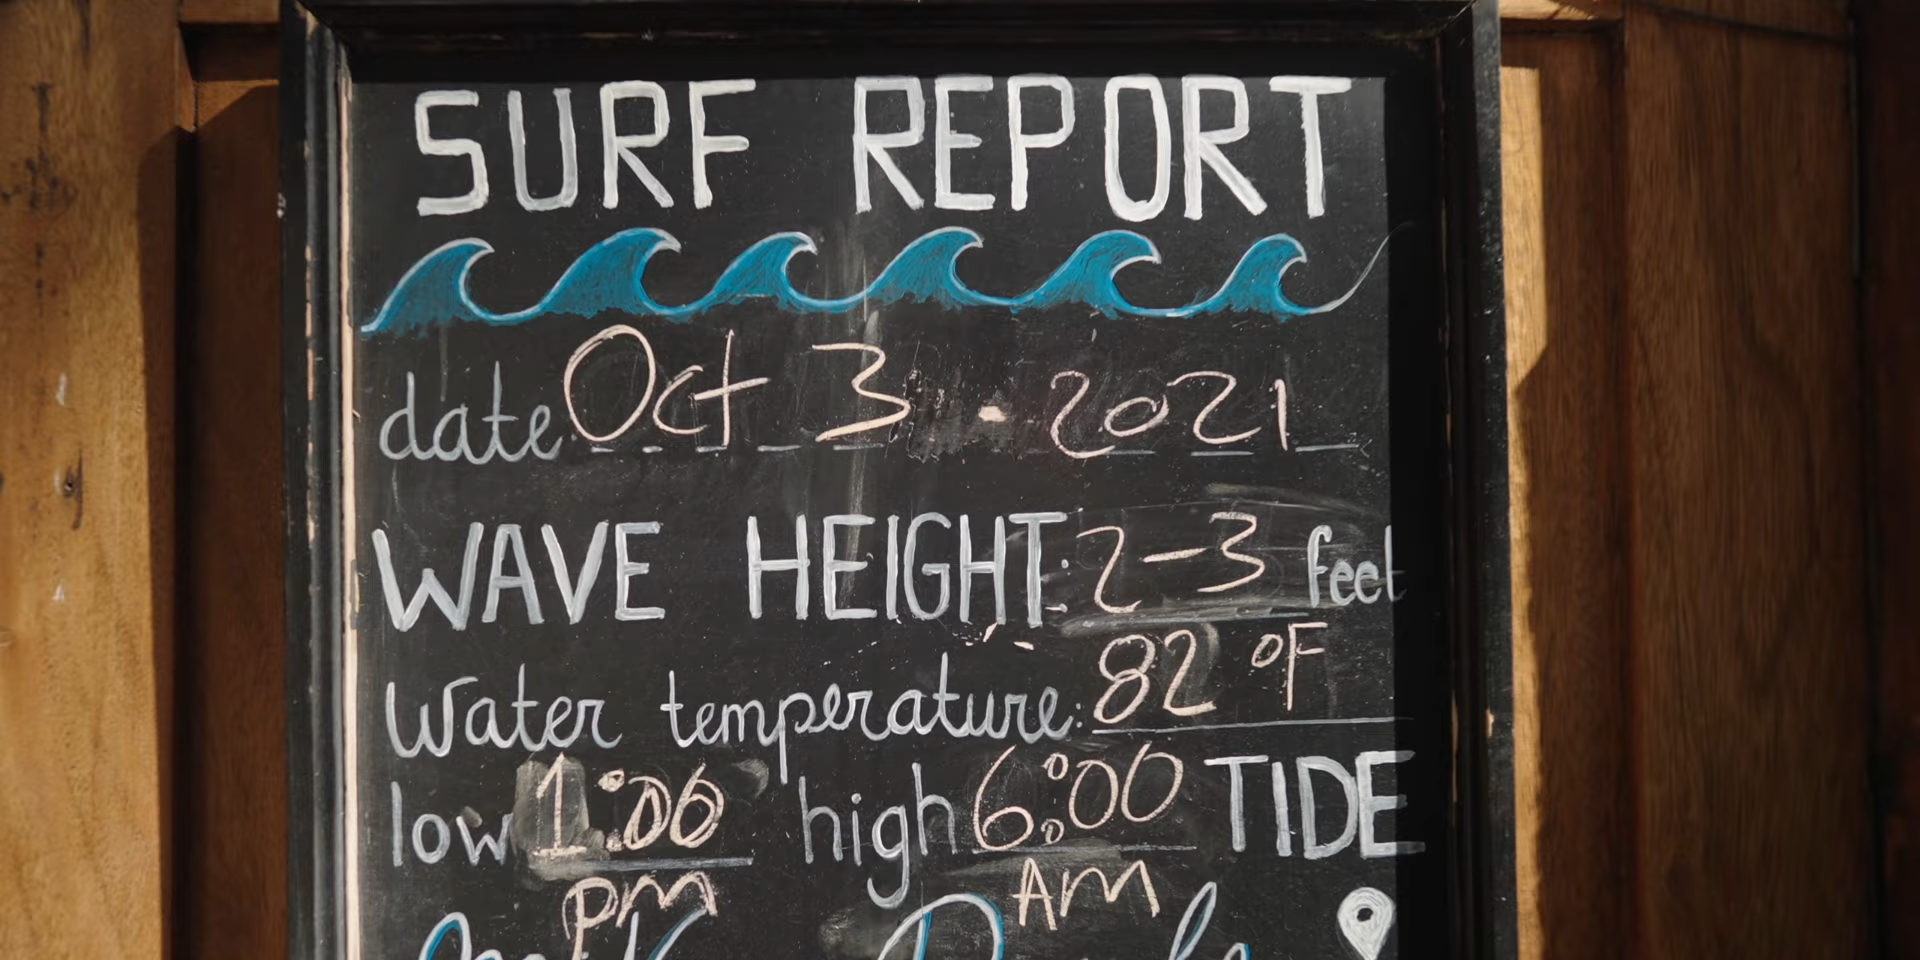 SURF REPORT
date Oct 3 . 2021
WAVE HEIGHT: 2-3 feet
Water temperature: 82 °F
low 1:00 high 6:00 TIDE
PM AM